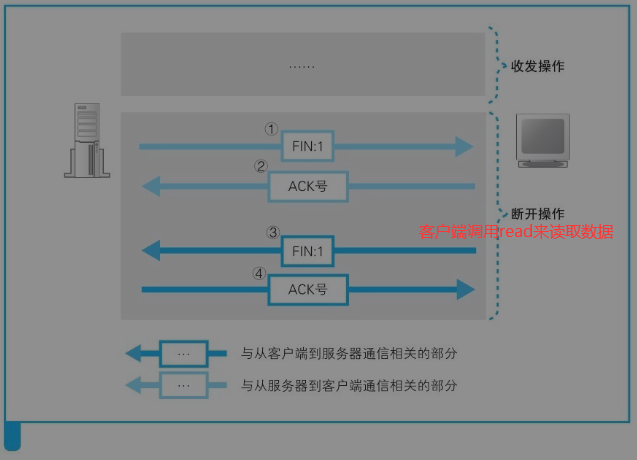 ......
收发操作
①
FIN:1
②
ACK号
断开操作
客户端调用read来读取数据
③
FIN:1
④
ACK号
... 与从客户端到服务器通信相关的部分
... 与从服务器到客户端通信相关的部分